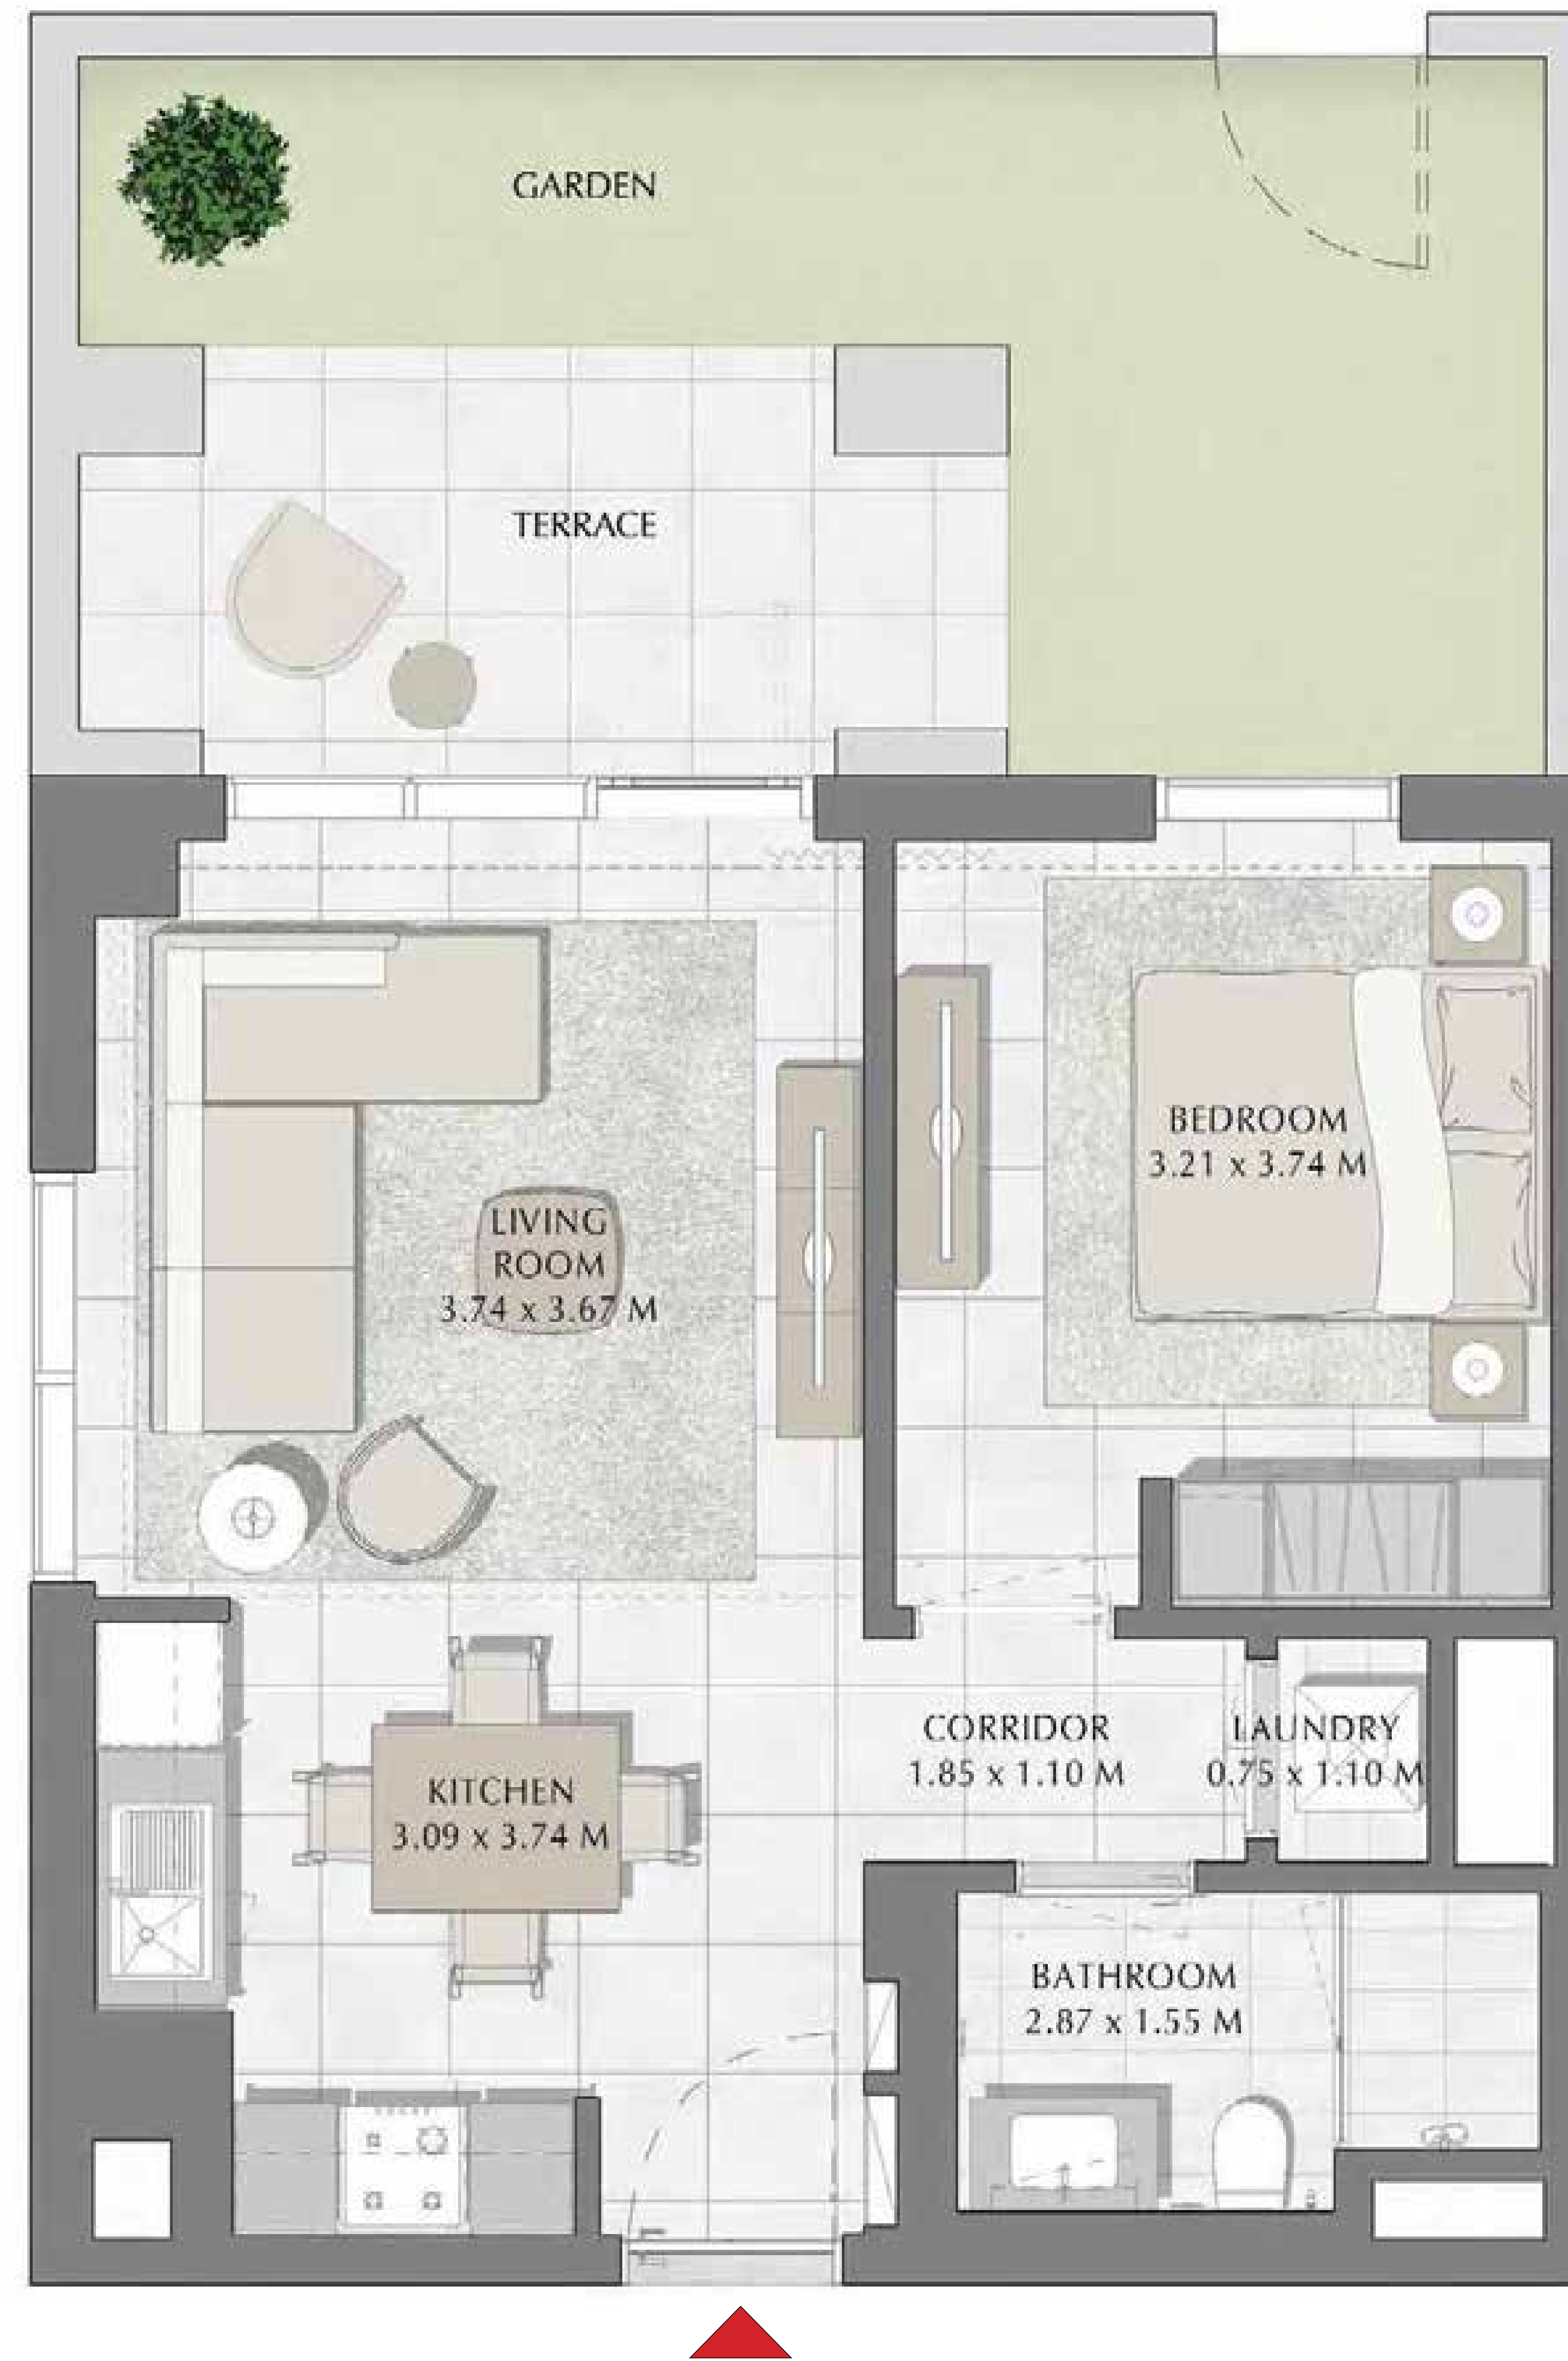 GARDEN
TERRACE
BEDROOM
3.21 x 3.74 M
LIVING
ROOM
3.74 x 3.67 M
CORRIDOR
1.85 x 1.10 M
LAUNDRY
0.75 x 1.10 M
KITCHEN
3.09 x 3.74 M
BATHROOM
2.87 x 1.55 M